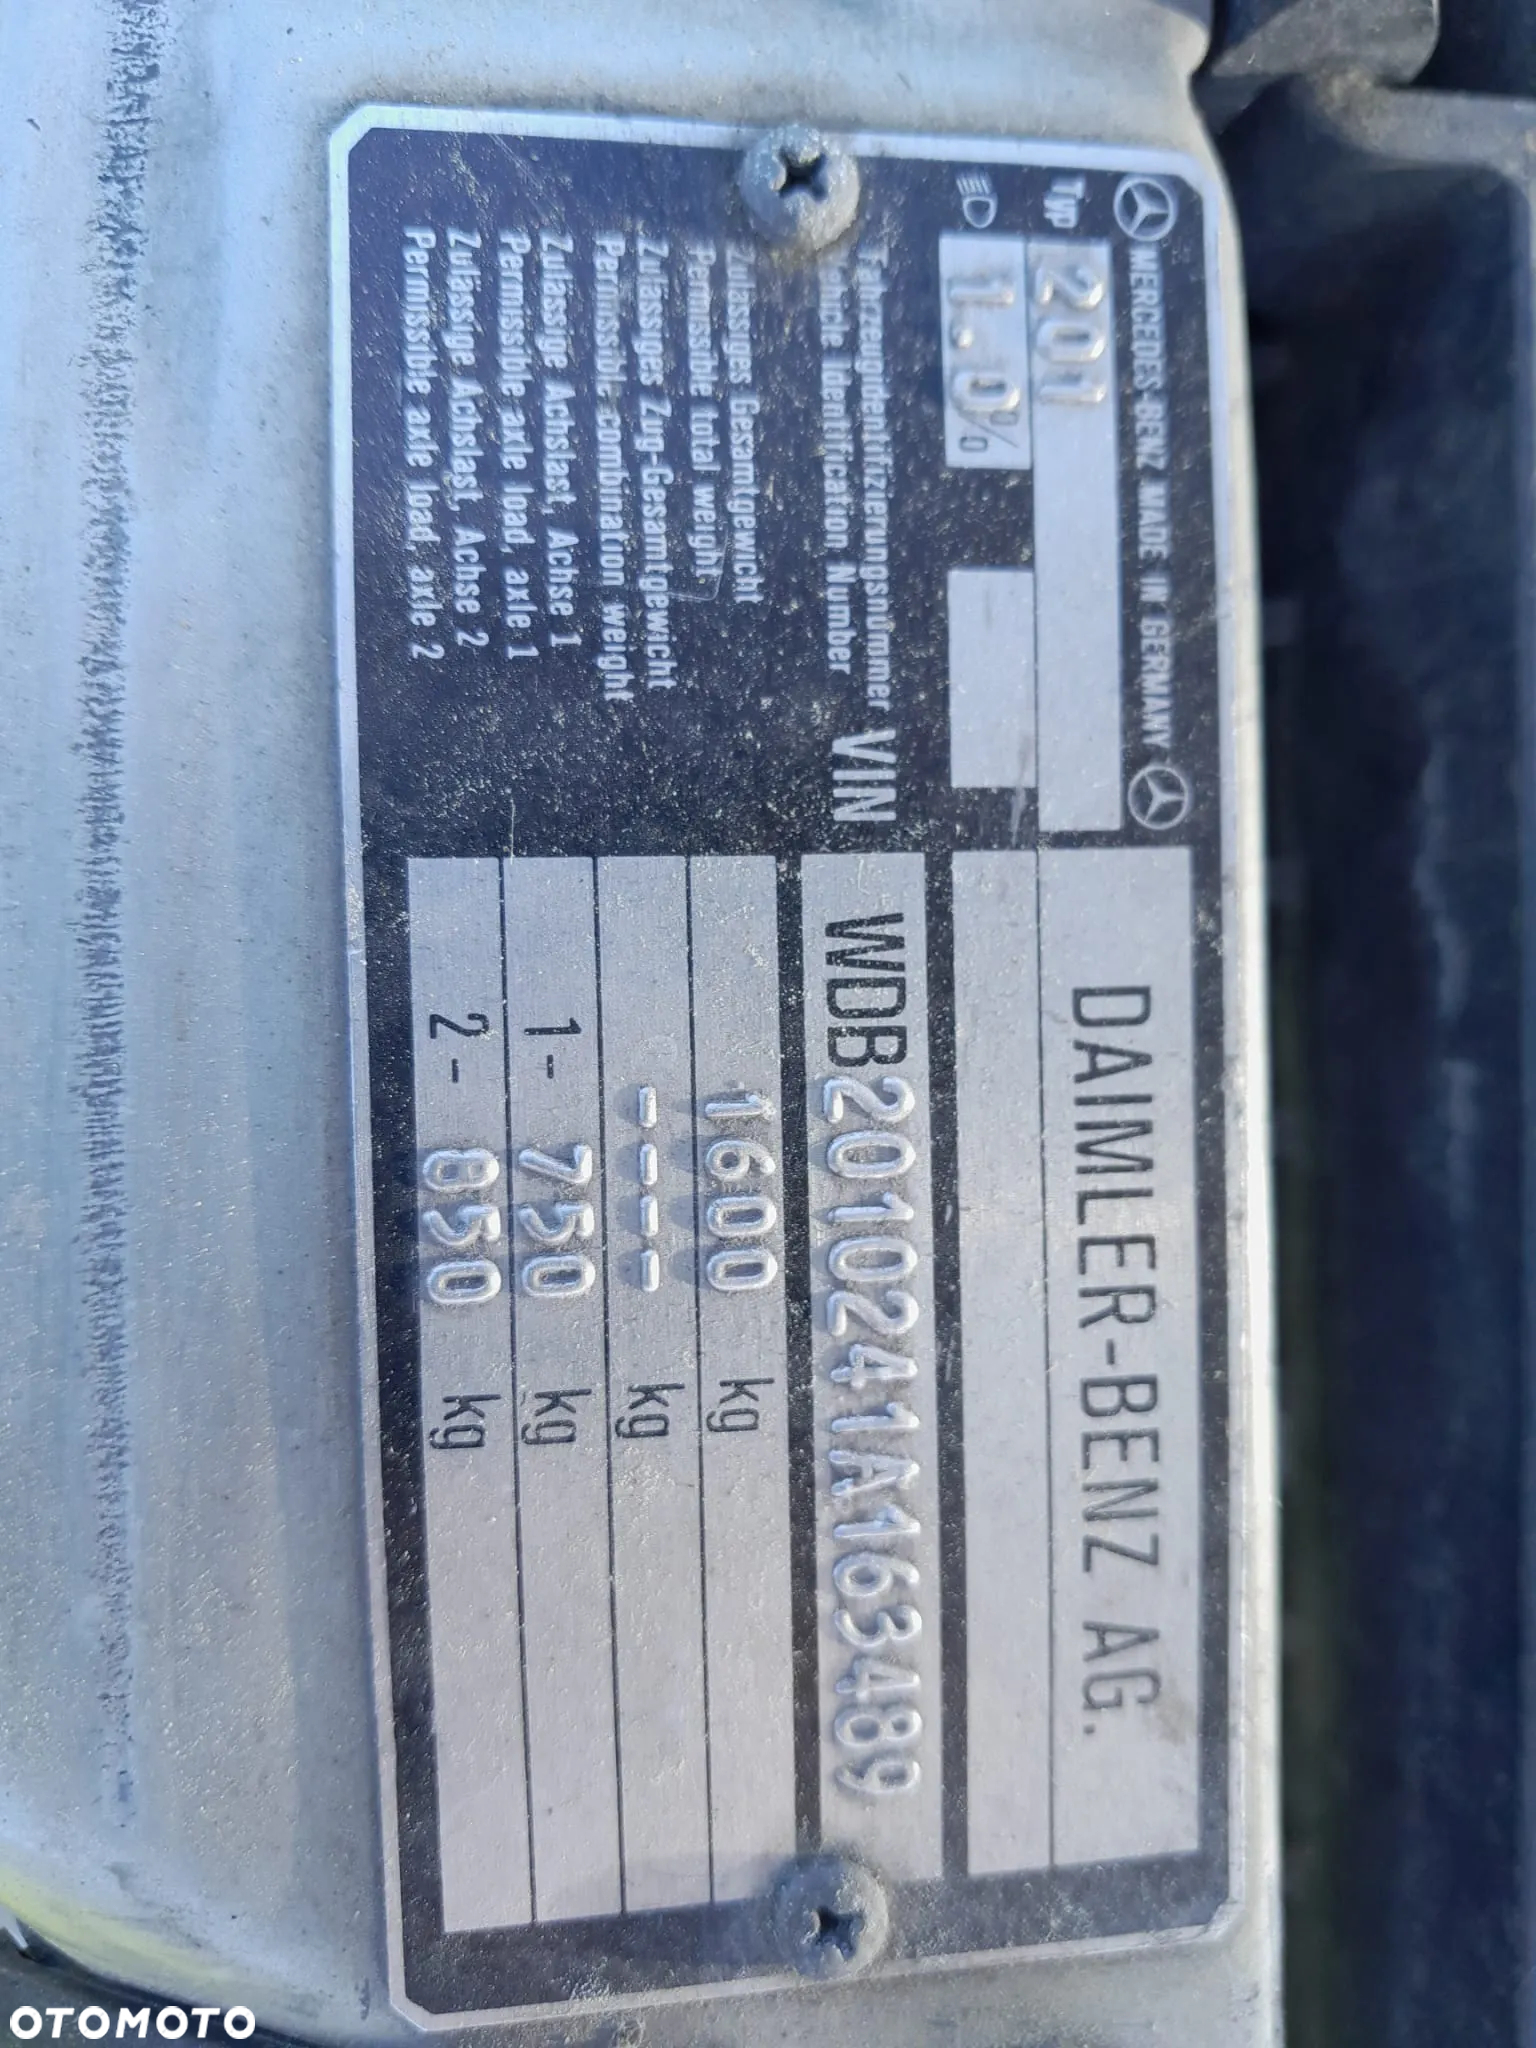 MERCEDES-BENZ MADE IN GERMANY
Typ 201
1.0%
DAIMLER-BENZ AG.
Fahrzeugidentifizierungsnummer
Vehicle Identification Number
VIN WDB2010241A163489
Zulässiges Gesamtgewicht
Permissible total weight
1600 kg
Zulässiges Zug-Gesamtgewicht
Permissible combination weight
---- kg
Zulässige Achslast, Achse 1
Permissible axle load, axle 1
1- 750 kg
Zulässge Achslast, Achse 2
Permissible axle load, axle 2
2- 850 kg
OTOMOTO